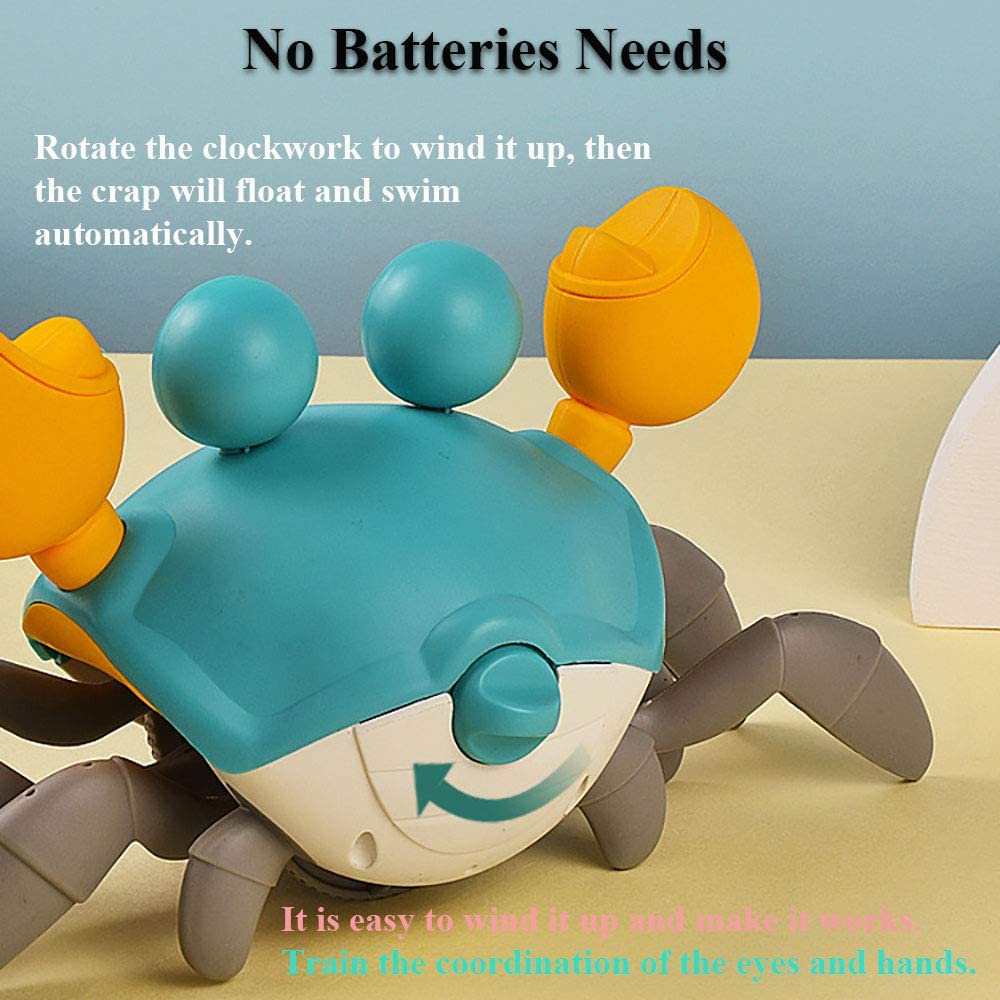 No Batteries Needs
Rotate the clockwork to wind it up, then
the crap will float and swim
automatically.
It is easy to wind it up and make it works.
Train the coordination of the eyes and hands.